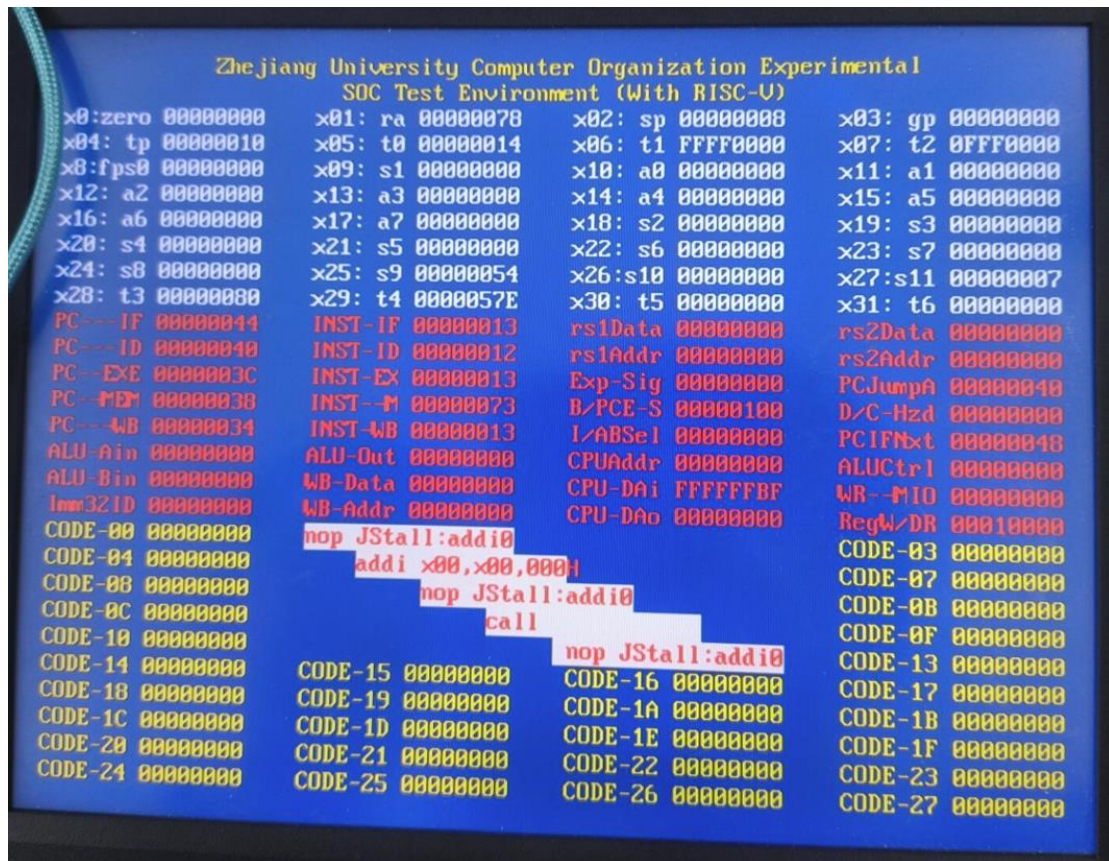 Zhejiang University Computer Organization Experimental
SOC Test Environment (With RISC-V)
x0:zero 00000000 x01: ra 00000078 x02: sp 00000008 x03: gp 00000000
x04: tp 00000010 x05: t0 00000014 x06: t1 FFFF0000 x07: t2 0FFF0000
x8:fps0 00000000 x09: s1 00000000 x10: a0 00000000 x11: a1 00000000
x12: a2 00000000 x13: a3 00000000 x14: a4 00000000 x15: a5 00000000
x16: a6 00000000 x17: a7 00000000 x18: s2 00000000 x19: s3 00000000
x20: s4 00000000 x21: s5 00000000 x22: s6 00000000 x23: s7 00000000
x24: s8 00000000 x25: s9 00000054 x26:s10 00000000 x27:s11 00000007
x28: t3 00000080 x29: t4 0000057E x30: t5 00000000 x31: t6 00000000
PC---IF 00000044 INST-IF 00000013 rs1Data 00000000 rs2Data 00000000
PC---ID 00000040 INST-ID 00000012 rs1Addr 00000000 rs2Addr 00000000
PC--EXE 0000003C INST-EX 00000013 Exp-Sig 00000000 PCJumpA 00000040
PC--MEM 00000038 INST--M 00000073 B/PCE-S 00000100 D/C-Hzd 00000000
PC---WB 00000034 INST-WB 00000013 I/ABSel 00000000 PCIFNxt 00000048
ALU-Ain 00000000 ALU-Out 00000000 CPUAddr 00000000 ALUCtrl 00000000
ALU-Bin 00000000 WB-Data 00000000 CPU-DAi FFFFFFBF WR--MIO 00000000
Imm32ID 00000000 WB-Addr 00000000 CPU-DAo 00000000 RegW/DR 00010000
CODE-00 00000000 nop JStall:addi0 CODE-03 00000000
CODE-04 00000000 addi x00,x00,000H CODE-07 00000000
CODE-08 00000000 nop JStall:addi0 CODE-0B 00000000
CODE-0C 00000000 call CODE-0F 00000000
CODE-10 00000000 nop JStall:addi0 CODE-13 00000000
CODE-14 00000000 CODE-15 00000000 CODE-16 00000000 CODE-17 00000000
CODE-18 00000000 CODE-19 00000000 CODE-1A 00000000 CODE-1B 00000000
CODE-1C 00000000 CODE-1D 00000000 CODE-1E 00000000 CODE-1F 00000000
CODE-20 00000000 CODE-21 00000000 CODE-22 00000000 CODE-23 00000000
CODE-24 00000000 CODE-25 00000000 CODE-26 00000000 CODE-27 00000000